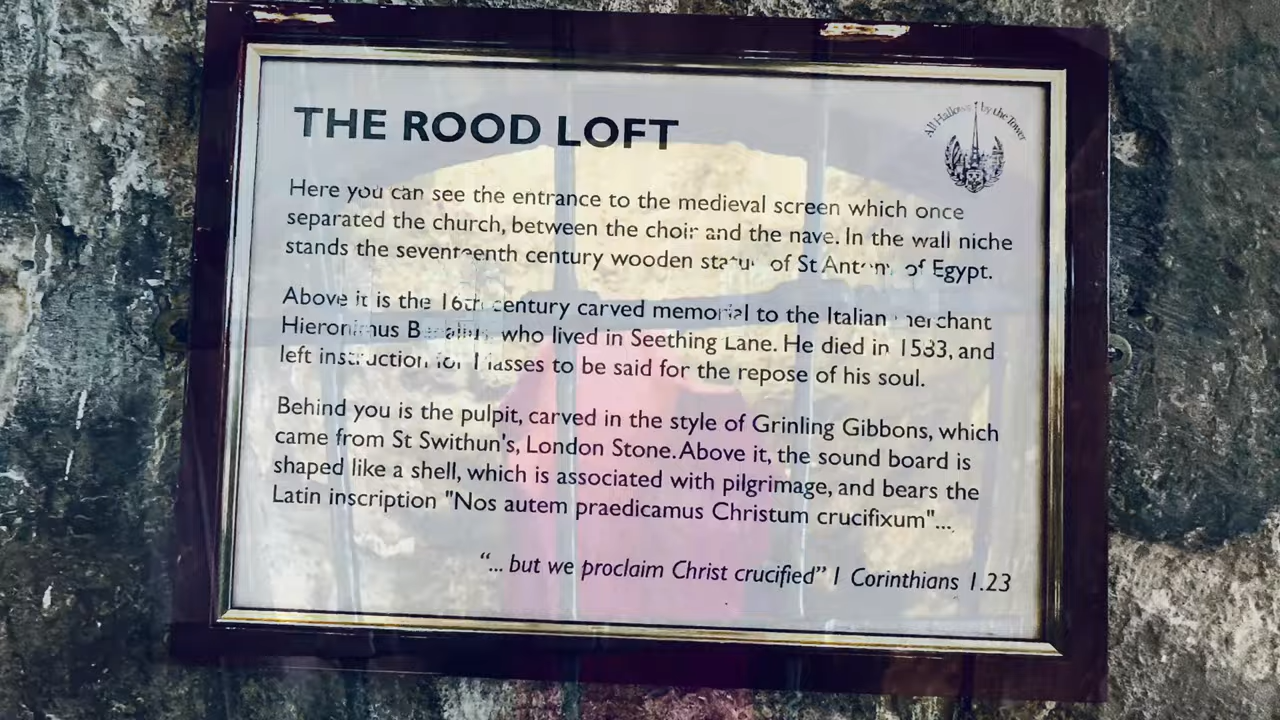 THE ROOD LOFT
All Hallows by the Tower
Here you can see the entrance to the medieval screen which once
separated the church, between the choir and the nave. In the wall niche
stands the seventeenth century wooden of St of Egypt.
Above it is the 16th century carved memorial to the Italian merchant
who lived in Seething Lane. He died in 1533, and
left instruction for Masses to be said for the repose of his soul.
Behind you is the pulpit, carved in the style of Grinling Gibbons, which
came from St Swithun's, London Stone. Above it, the sound board is
shaped like a shell, which is associated with pilgrimage, and bears the
Latin inscription "Nos autem praedicamus Christum crucifixum"...
“... but we proclaim Christ crucified” 1 Corinthians 1.23